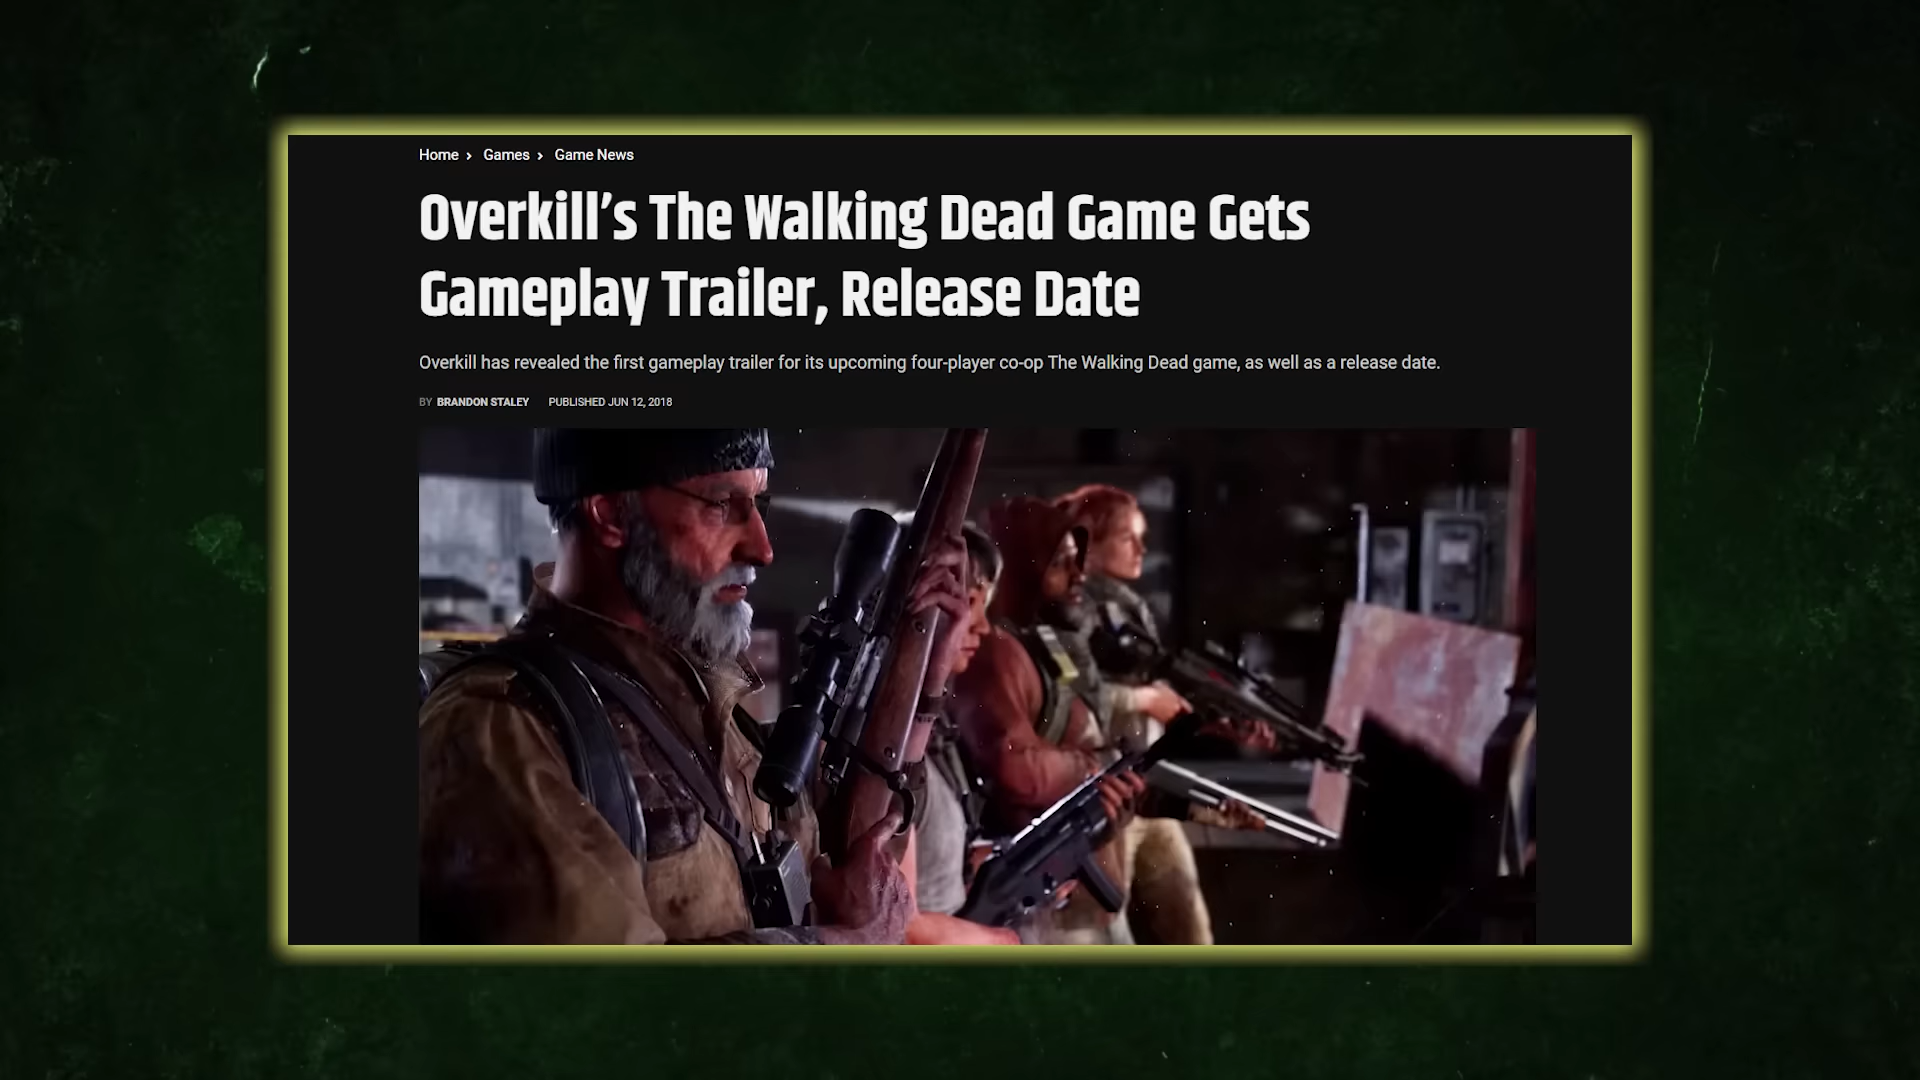 Home › Games › Game News
Overkill’s The Walking Dead Game Gets
Gameplay Trailer, Release Date
Overkill has revealed the first gameplay trailer for its upcoming four-player co-op The Walking Dead game, as well as a release date.
BY BRANDON STALEY PUBLISHED JUN 12, 2018